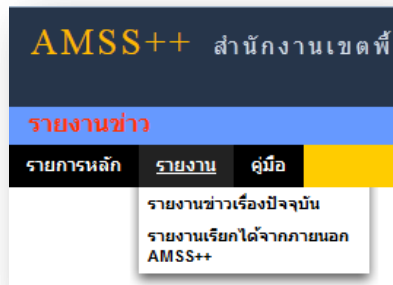 AMSS++ สำนักงานเขตพื้
รายงานข่าว
รายการหลัก รายงาน คู่มือ
รายงานข่าวเรื่องปัจจุบัน
รายงานเรียกได้จากภายนอก
AMSS++